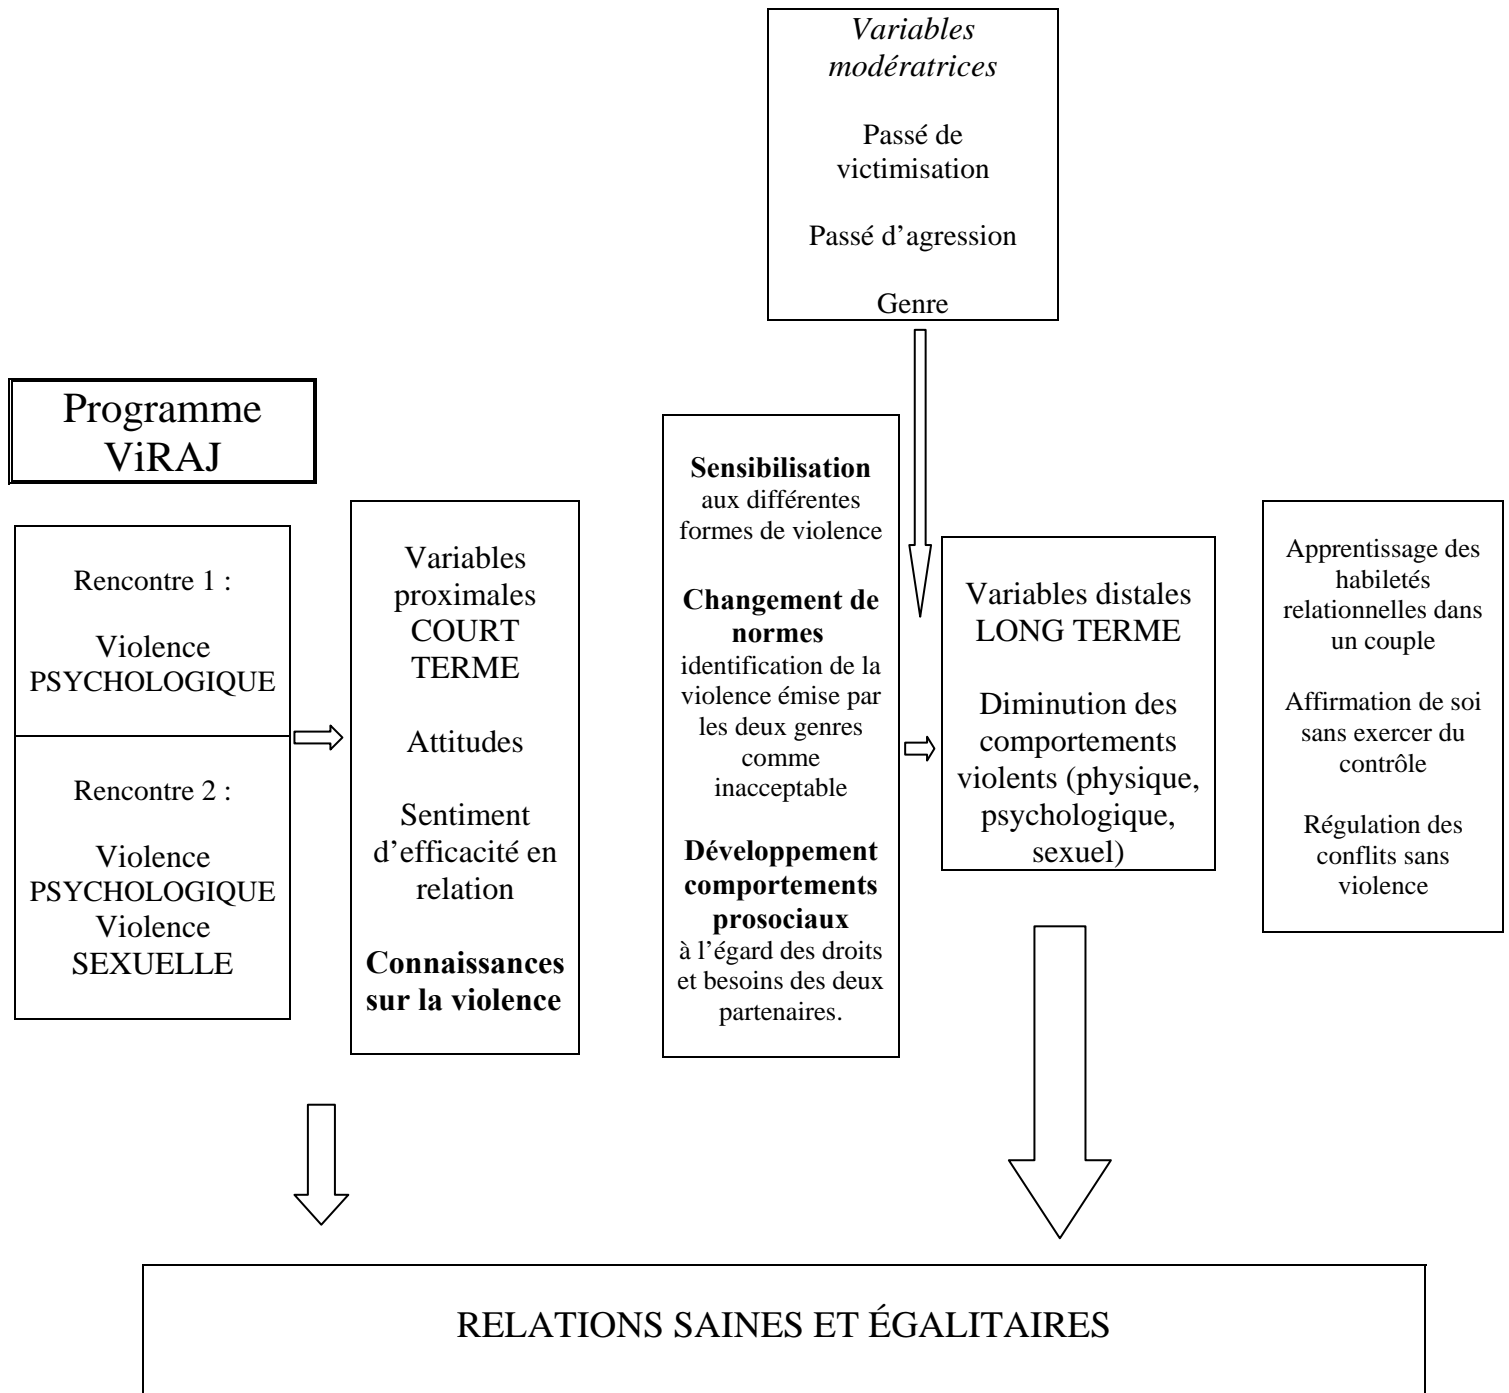 Variables
modératrices
Passé de
victimisation
Passé d’agression
Genre
Programme
ViRAJ
Rencontre 1 :
Violence
PSYCHOLOGIQUE
Rencontre 2 :
Violence
PSYCHOLOGIQUE
Violence
SEXUELLE
Variables
proximales
COURT
TERME
Attitudes
Sentiment
d’efficacité en
relation
Connaissances
sur la violence
Sensibilisation
aux différentes
formes de violence
Changement de
normes
identification de la
violence émise par
les deux genres
comme
inacceptable
Développement
comportements
prosociaux
à l’égard des droits
et besoins des deux
partenaires.
Variables distales
LONG TERME
Diminution des
comportements
violents (physique,
psychologique,
sexuel)
Apprentissage des
habiletés
relationnelles dans
un couple
Affirmation de soi
sans exercer du
contrôle
Régulation des
conflits sans
violence
RELATIONS SAINES ET ÉGALITAIRES